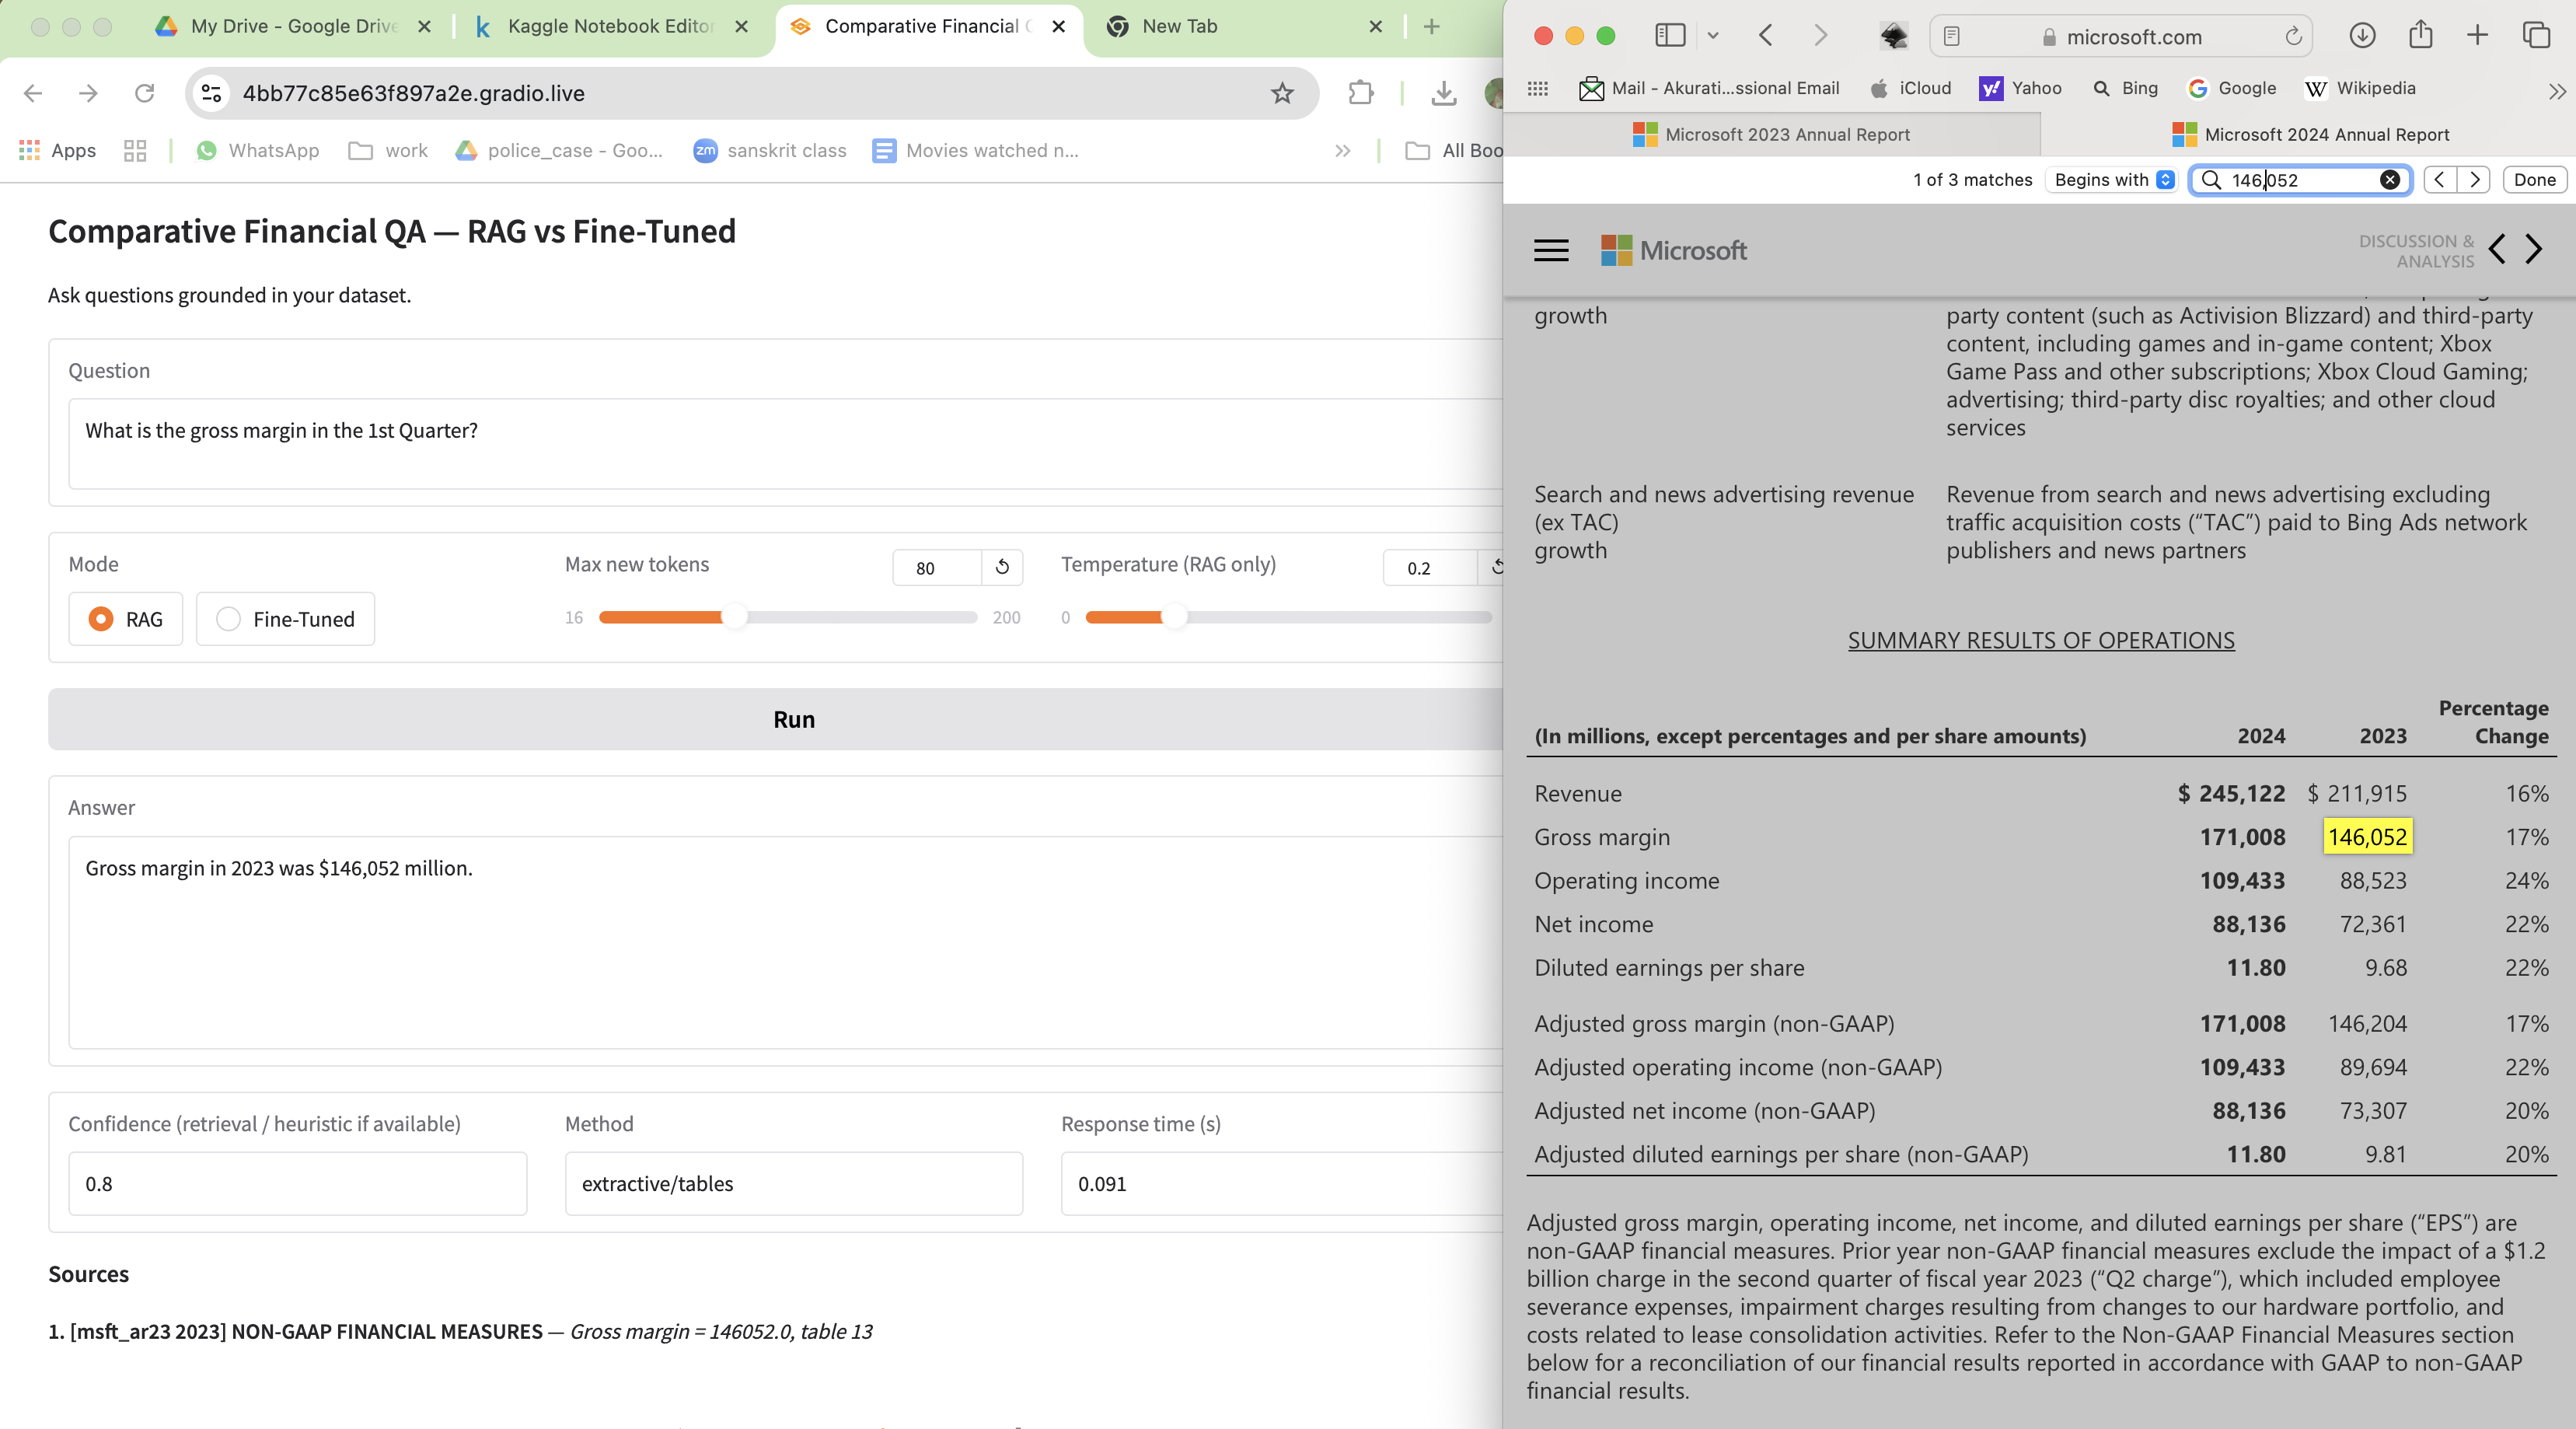 My Drive - Google Drive
Kaggle Notebook Editor
Comparative Financial
New Tab
4bb77c85e63f897a2e.gradio.live
Apps
WhatsApp
work
police_case - Goo...
zm
sanskrit class
Movies watched n...
All Boo
Comparative Financial QA — RAG vs Fine-Tuned
Ask questions grounded in your dataset.
Question
What is the gross margin in the 1st Quarter?
Mode
RAG
Fine-Tuned
Max new tokens
80
16
200
Temperature (RAG only)
0.2
0
Run
Answer
Gross margin in 2023 was $146,052 million.
Confidence (retrieval / heuristic if available)
0.8
Method
extractive/tables
Response time (s)
0.091
Sources
1. [msft_ar23 2023] NON-GAAP FINANCIAL MEASURES — Gross margin = 146052.0, table 13
microsoft.com
Mail - Akurati...ssional Email
iCloud
Yahoo
Bing
Google
Wikipedia
Microsoft 2023 Annual Report
Microsoft 2024 Annual Report
1 of 3 matches
Begins with
146,052
Done
Microsoft
DISCUSSION &
ANALYSIS
growth
party content (such as Activision Blizzard) and third-party
content, including games and in-game content; Xbox
Game Pass and other subscriptions; Xbox Cloud Gaming;
advertising; third-party disc royalties; and other cloud
services
Search and news advertising revenue
(ex TAC)
growth
Revenue from search and news advertising excluding
traffic acquisition costs (“TAC”) paid to Bing Ads network
publishers and news partners
SUMMARY RESULTS OF OPERATIONS
(In millions, except percentages and per share amounts) 2024 2023 Percentage Change
Revenue $ 245,122 $ 211,915 16%
Gross margin 171,008 146,052 17%
Operating income 109,433 88,523 24%
Net income 88,136 72,361 22%
Diluted earnings per share 11.80 9.68 22%
Adjusted gross margin (non-GAAP) 171,008 146,204 17%
Adjusted operating income (non-GAAP) 109,433 89,694 22%
Adjusted net income (non-GAAP) 88,136 73,307 20%
Adjusted diluted earnings per share (non-GAAP) 11.80 9.81 20%
Adjusted gross margin, operating income, net income, and diluted earnings per share (“EPS”) are
non-GAAP financial measures. Prior year non-GAAP financial measures exclude the impact of a $1.2
billion charge in the second quarter of fiscal year 2023 (“Q2 charge”), which included employee
severance expenses, impairment charges resulting from changes to our hardware portfolio, and
costs related to lease consolidation activities. Refer to the Non-GAAP Financial Measures section
below for a reconciliation of our financial results reported in accordance with GAAP to non-GAAP
financial results.